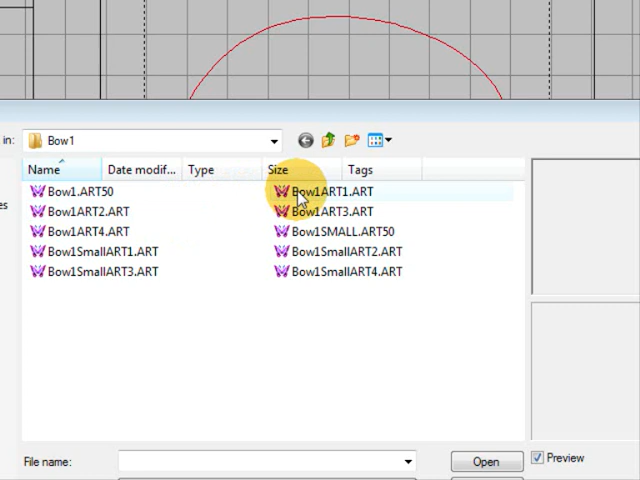 in: Bow1
Name Date modif... Type Size Tags
Bow1.ART50 Bow1ART1.ART
es
Bow1ART2.ART Bow1ART3.ART
Bow1ART4.ART Bow1SMALL.ART50
Bow1SmallART1.ART Bow1SmallART2.ART
Bow1SmallART3.ART Bow1SmallART4.ART
File name: Open Preview